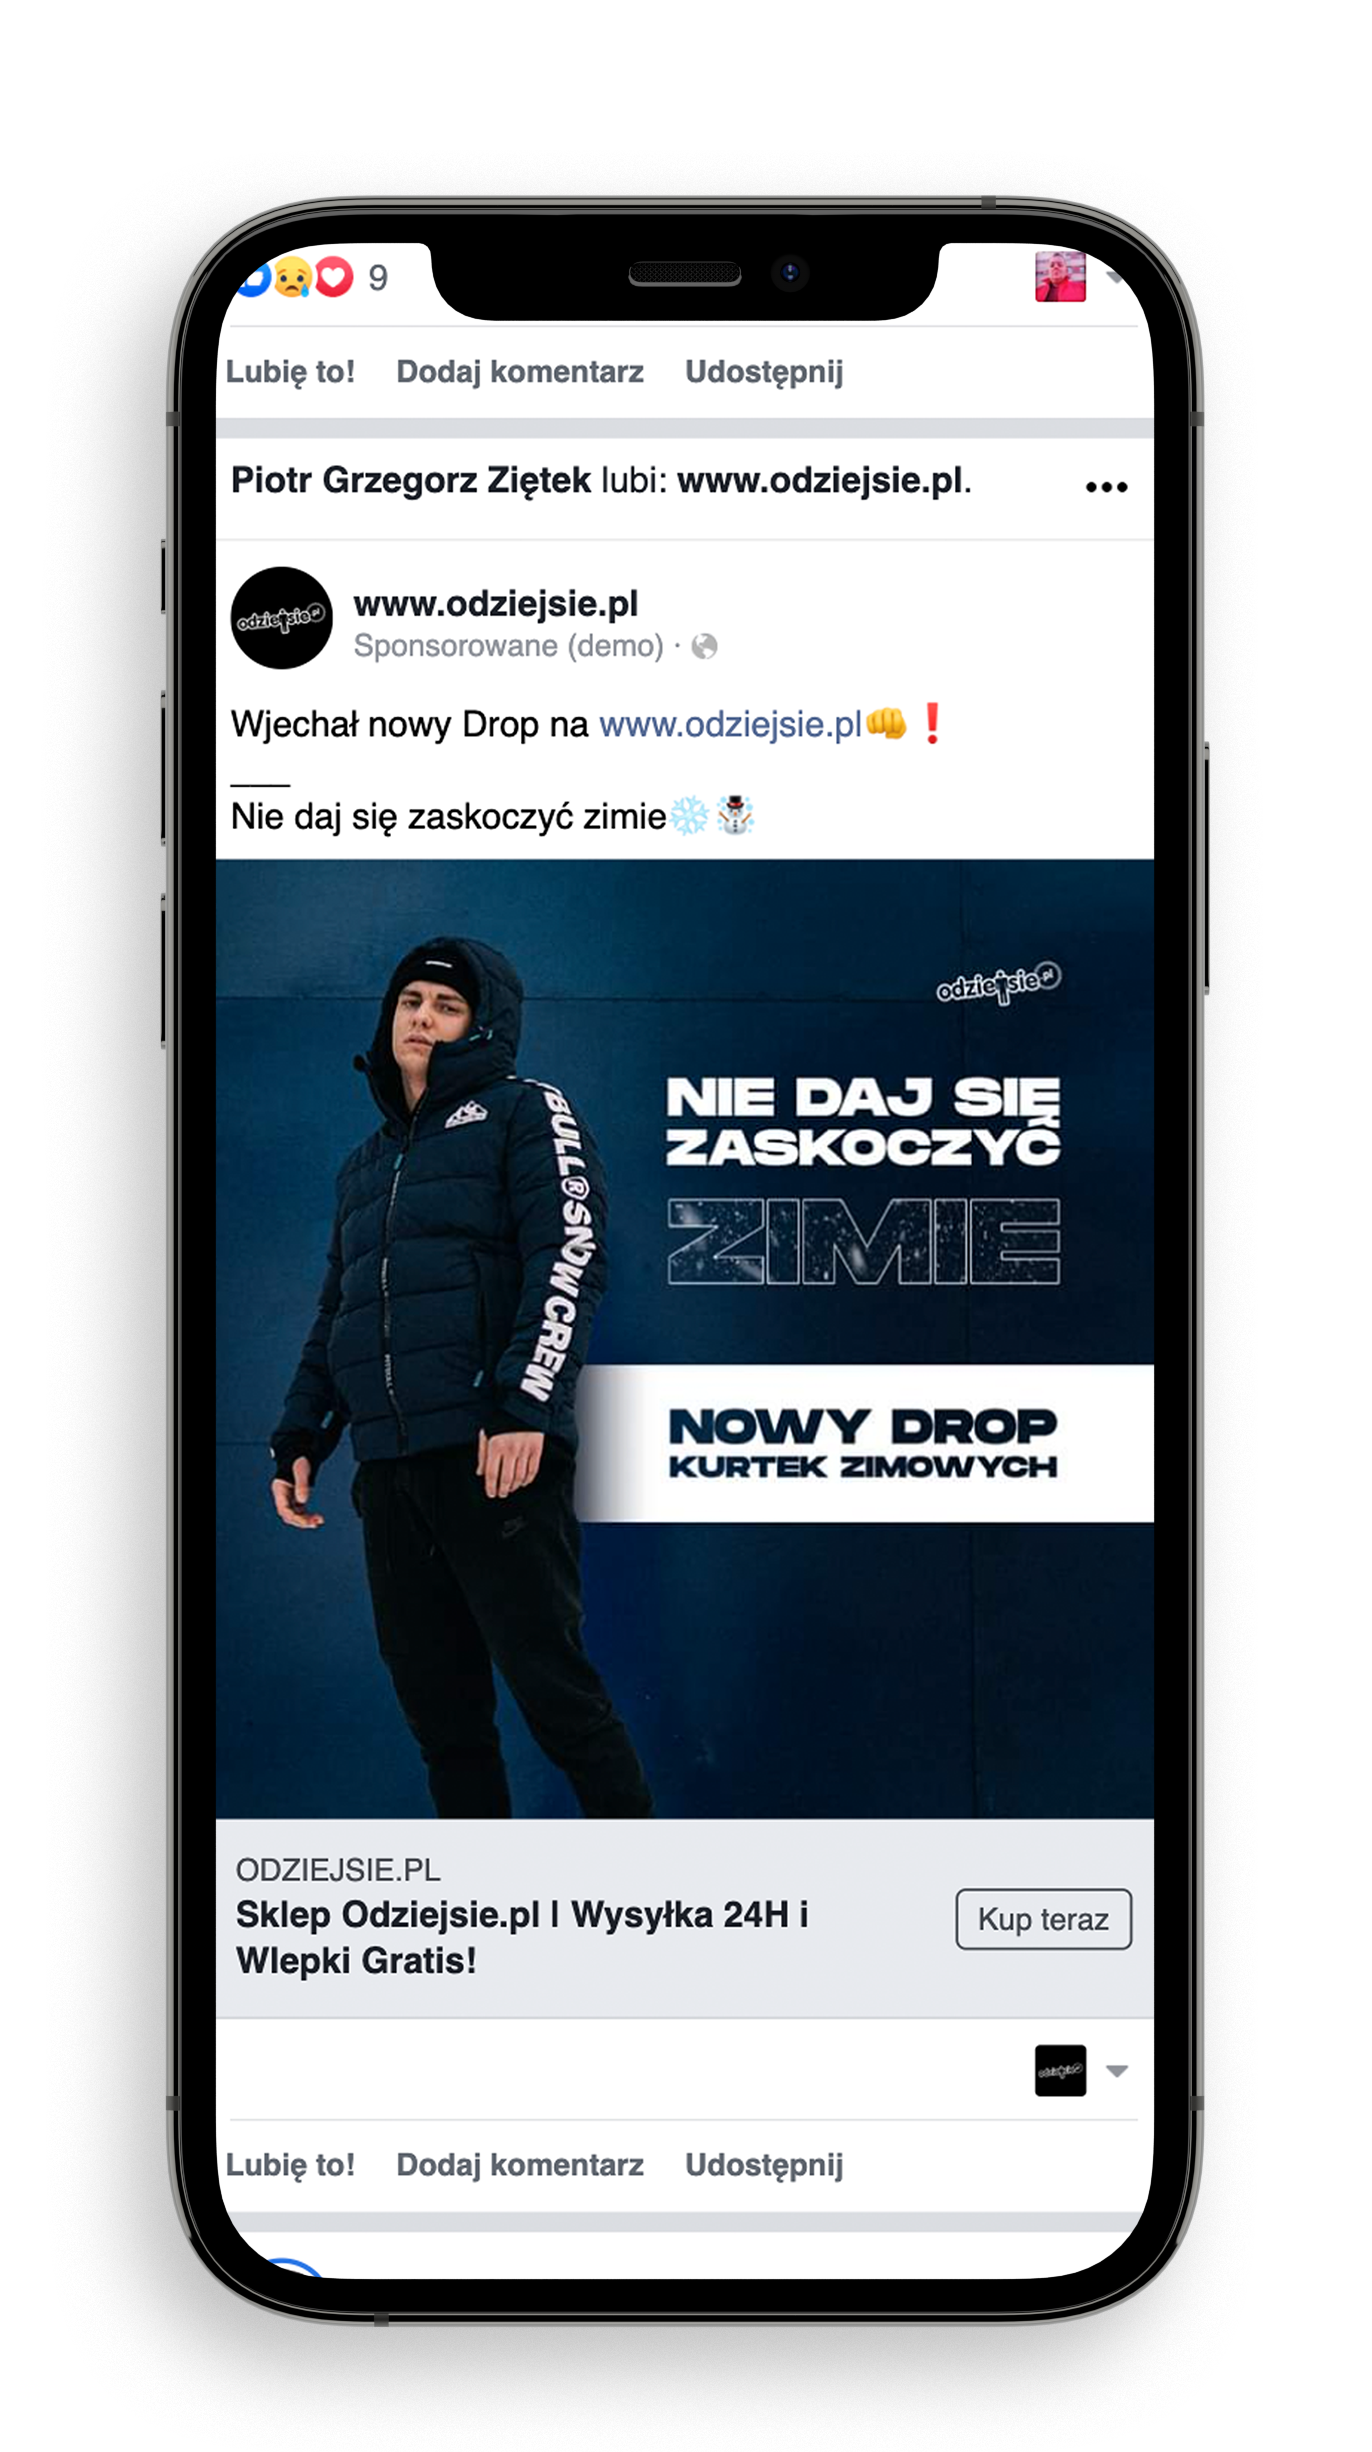 9
Lubię to! Dodaj komentarz Udostępnij
Piotr Grzegorz Ziętek lubi: www.odziejsie.pl.
odziejsie.pl
www.odziejsie.pl
Sponsorowane (demo) ·
Wjechał nowy Drop na www.odziejsie.pl👊❗
___
Nie daj się zaskoczyć zimie❄️☃️
odziejsie.pl
NIE DAJ SIĘ
ZASKOCZYĆ
ZIMIE
BULL®SNOWCREW
NOWY DROP
KURTEK ZIMOWYCH
ODZIEJSIE.PL
Sklep Odziejsie.pl | Wysyłka 24H i
Wlepki Gratis!
Kup teraz
odziejsie.pl
Lubię to! Dodaj komentarz Udostępnij